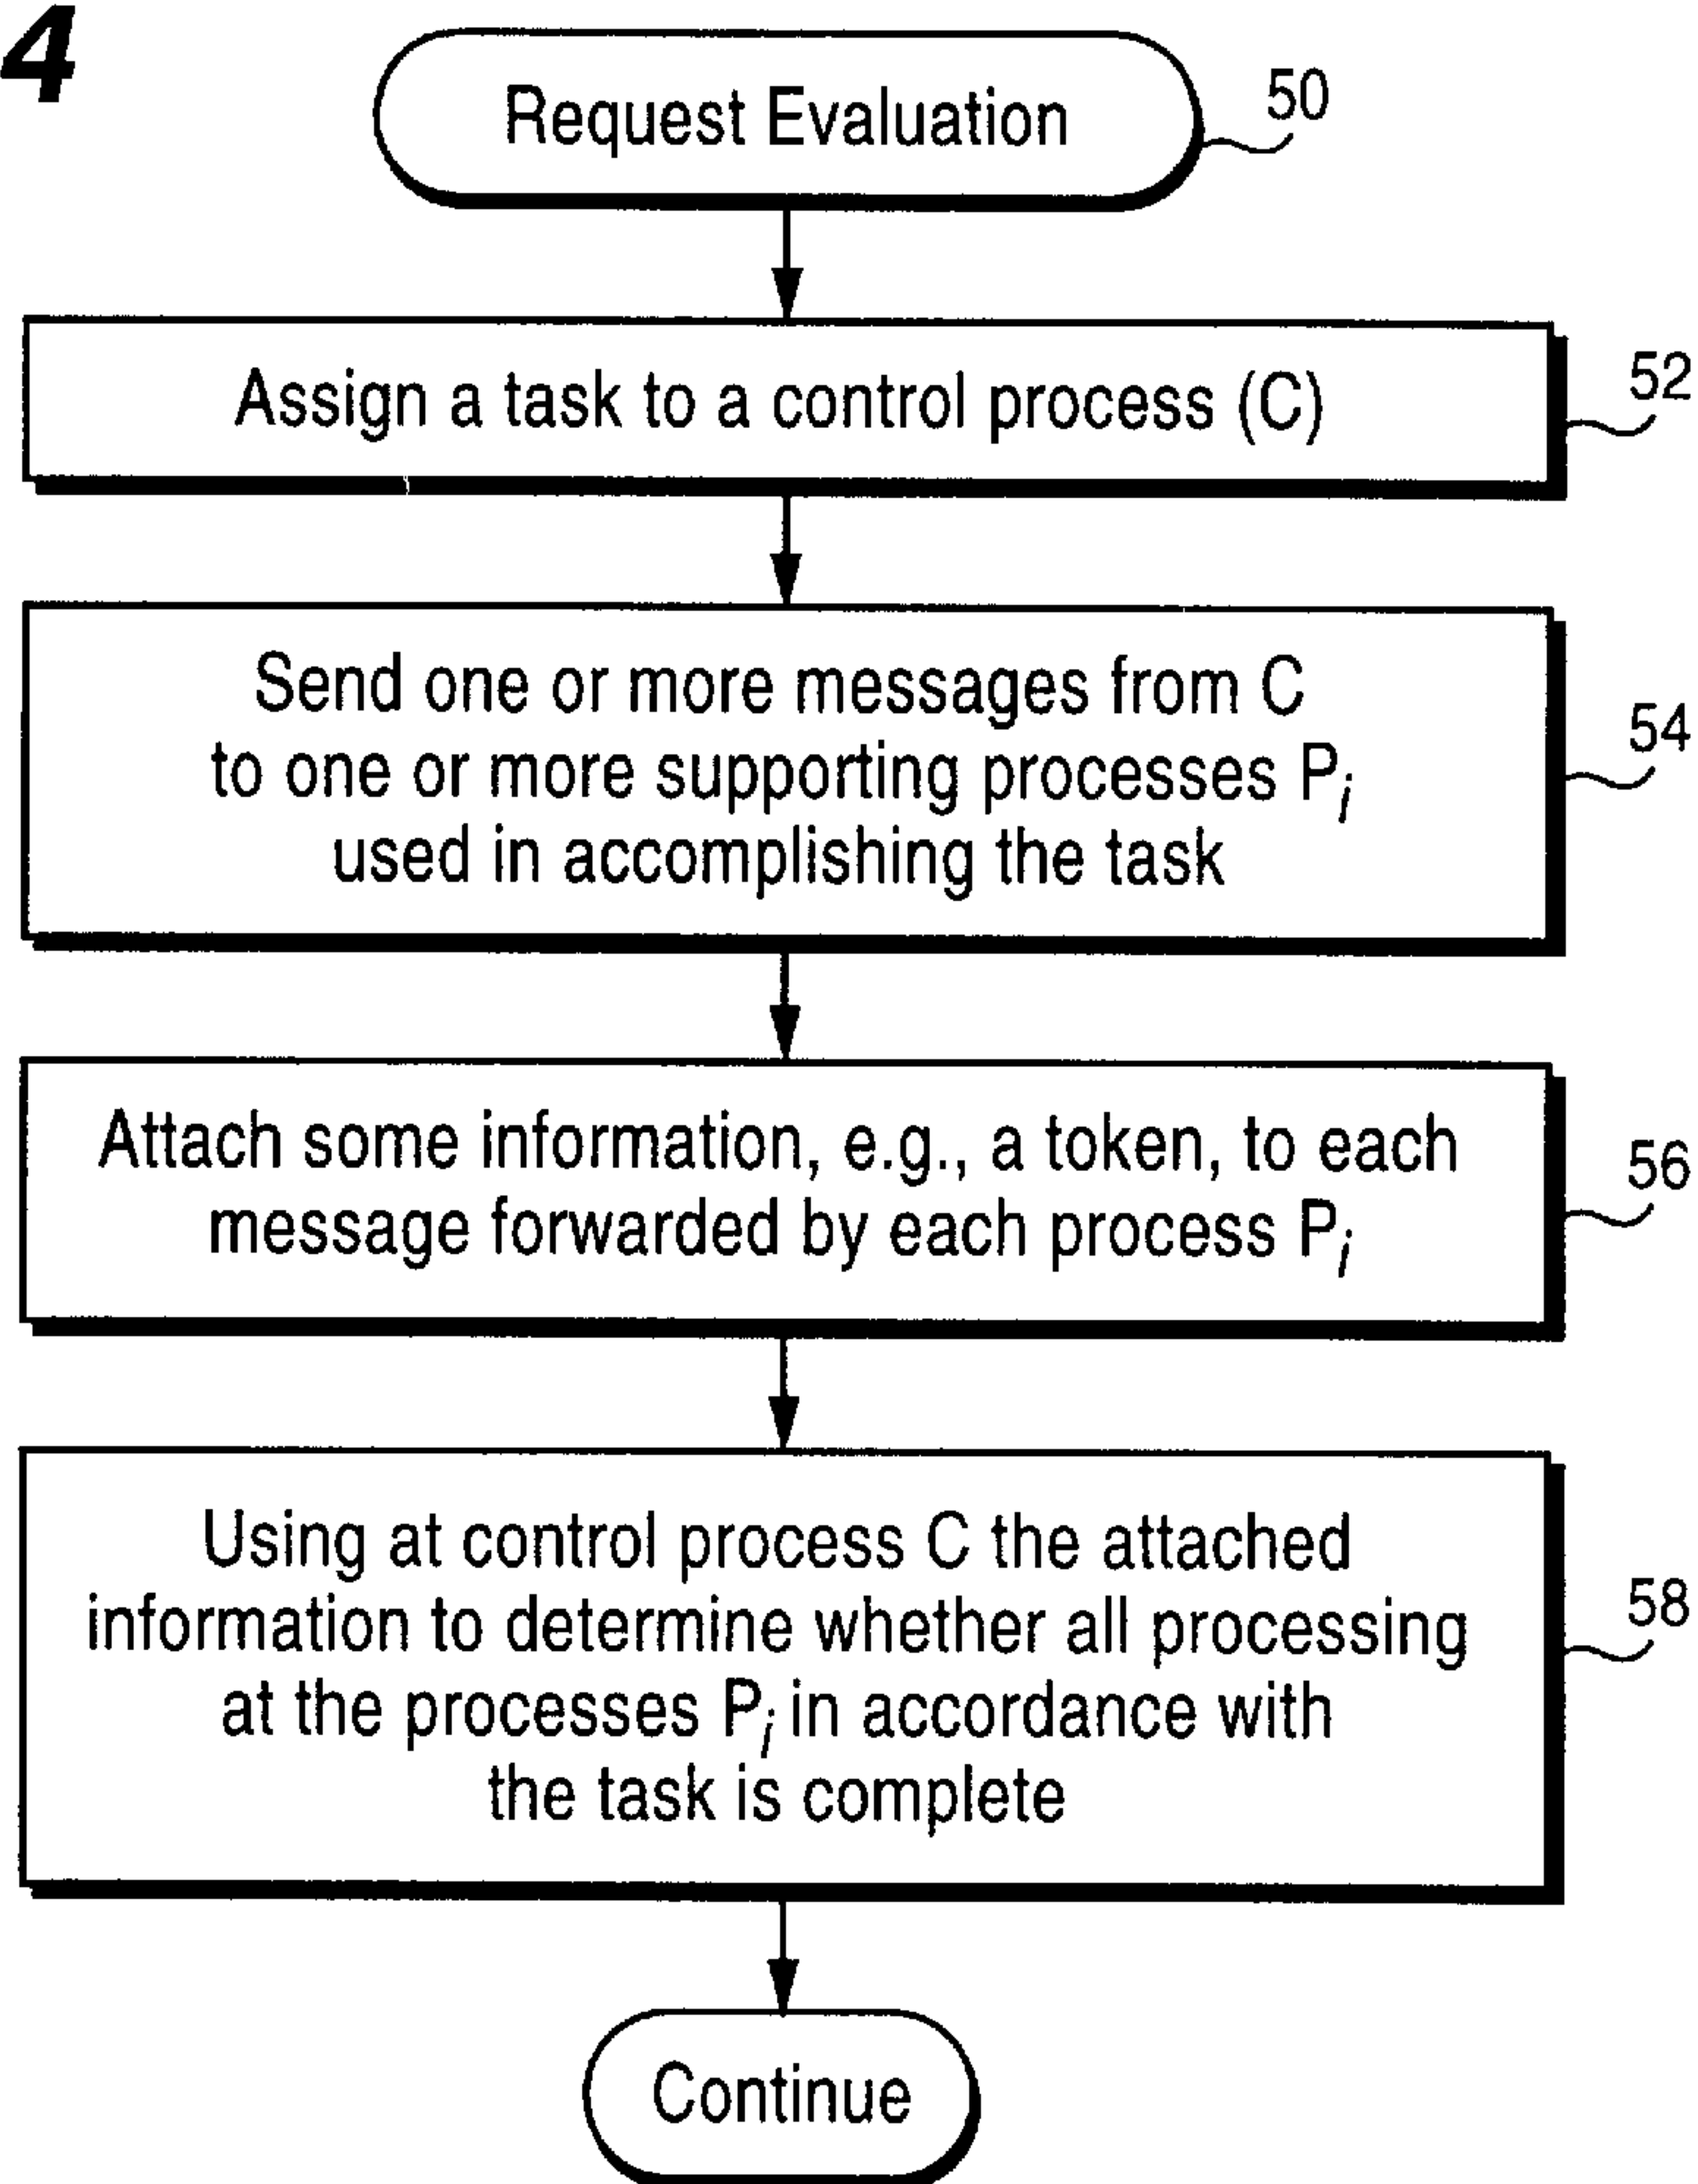 4
Request Evaluation
50
Assign a task to a control process (C)
52
Send one or more messages from C
to one or more supporting processes Pi
used in accomplishing the task
54
Attach some information, e.g., a token, to each
message forwarded by each process Pi
56
Using at control process C the attached
information to determine whether all processing
at the processes Pi in accordance with
the task is complete
58
Continue